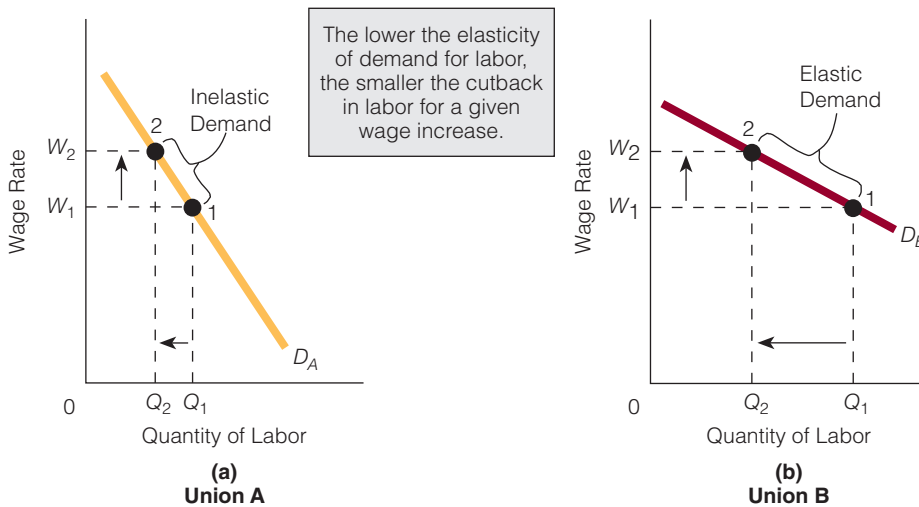 The lower the elasticity
of demand for labor,
the smaller the cutback
in labor for a given
wage increase.
Wage Rate
W2
W1
Inelastic
Demand
2
1
DA
0
Q2
Q1
Quantity of Labor
(a)
Union A
Wage Rate
W2
W1
Elastic
Demand
2
1
0
Q2
Q1
Quantity of Labor
(b)
Union B